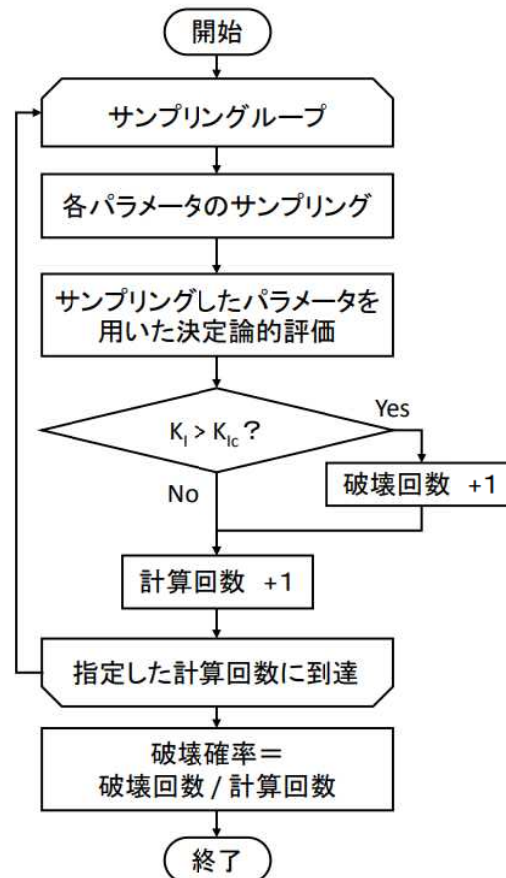 開始
サンプリングループ
各パラメータのサンプリング
サンプリングしたパラメータを
用いた決定論的評価
K_I > K_Ic ?
Yes
No
破壊回数 +1
計算回数 +1
指定した計算回数に到達
破壊確率＝
破壊回数 / 計算回数
終了